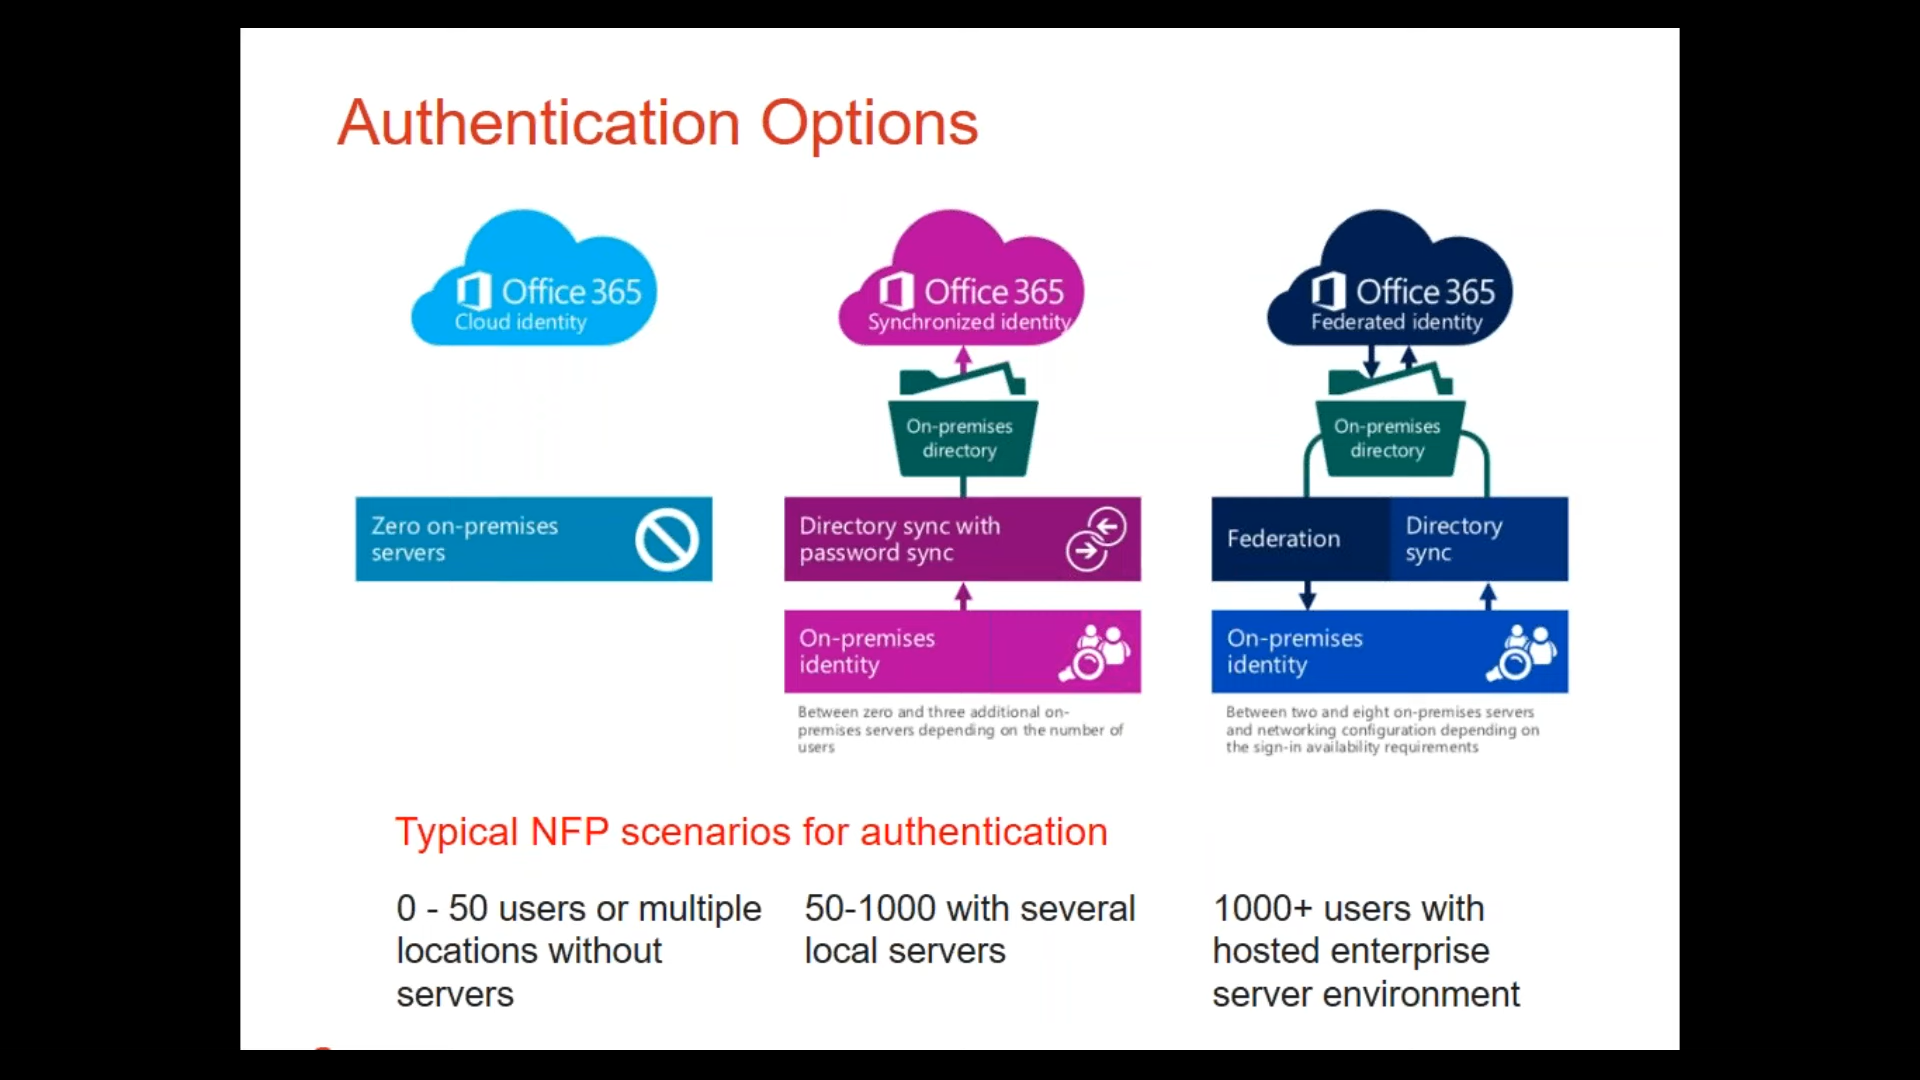 Authentication Options
Office 365
Cloud identity
Zero on-premises
servers
Office 365
Synchronized identity
On-premises
directory
Directory sync with
password sync
On-premises
identity
Between zero and three additional on-
premises servers depending on the number of
users
Office 365
Federated identity
On-premises
directory
Federation
Directory
sync
On-premises
identity
Between two and eight on-premises servers
and networking configuration depending on
the sign-in availability requirements
Typical NFP scenarios for authentication
0 - 50 users or multiple
locations without
servers
50-1000 with several
local servers
1000+ users with
hosted enterprise
server environment